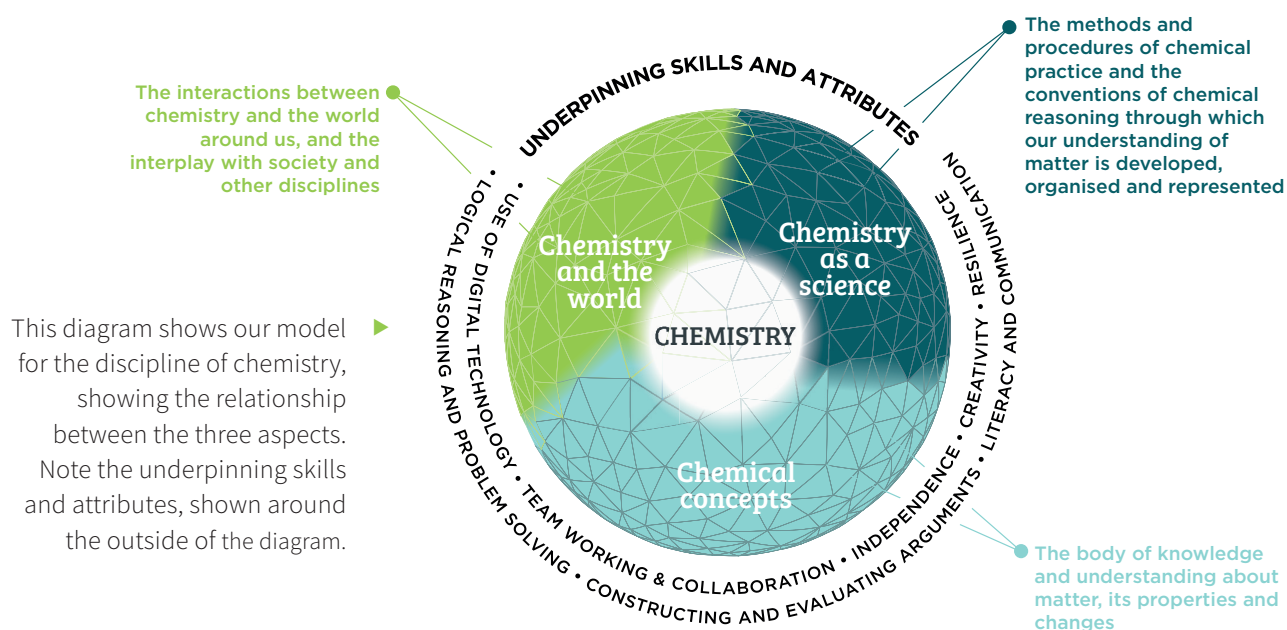 The interactions between
chemistry and the world
around us, and the
interplay with society and
other disciplines
The methods and
procedures of chemical
practice and the
conventions of chemical
reasoning through which
our understanding of
matter is developed,
organised and represented
This diagram shows our model
for the discipline of chemistry,
showing the relationship
between the three aspects.
Note the underpinning skills
and attributes, shown around
the outside of the diagram.
UNDERPINNING SKILLS AND ATTRIBUTES
• USE OF DIGITAL TECHNOLOGY • TEAM WORKING & COLLABORATION • INDEPENDENCE • CREATIVITY • RESILIENCE
• LOGICAL REASONING AND PROBLEM SOLVING • CONSTRUCTING AND EVALUATING ARGUMENTS • LITERACY AND COMMUNICATION
Chemistry
and the
world
Chemistry
as a
science
CHEMISTRY
Chemical
concepts
The body of knowledge
and understanding about
matter, its properties and
changes